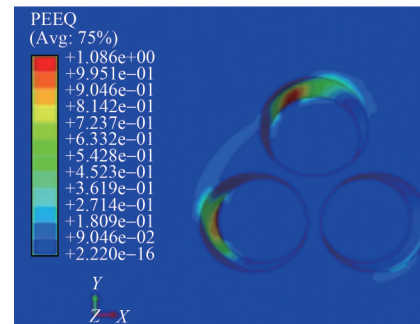 PEEQ
(Avg: 75%)
+1.086e+00
+9.951e−01
+9.046e−01
+8.142e−01
+7.237e−01
+6.332e−01
+5.428e−01
+4.523e−01
+3.619e−01
+2.714e−01
+1.809e−01
+9.046e−02
+2.220e−16
Y
Z X